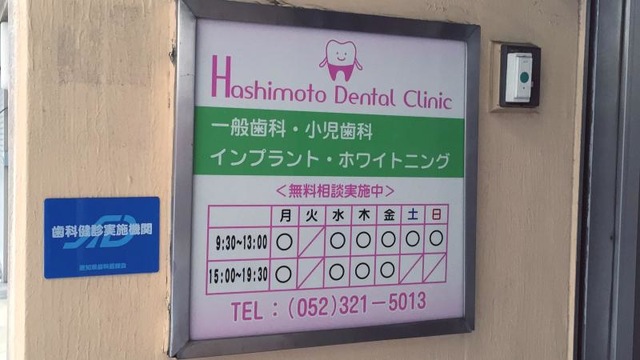 Hashimoto Dental Clinic
一般歯科・小児歯科
インプラント・ホワイトニング
＜無料相談実施中＞
月 火 水 木 金 土 日
9:30~13:00 ○ ／ ○ ○ ○ ○ ○
15:00~19:30 ○ ／ ○ ○ ○ ／ ／
TEL：(052)321－5013
歯科健診実施機関